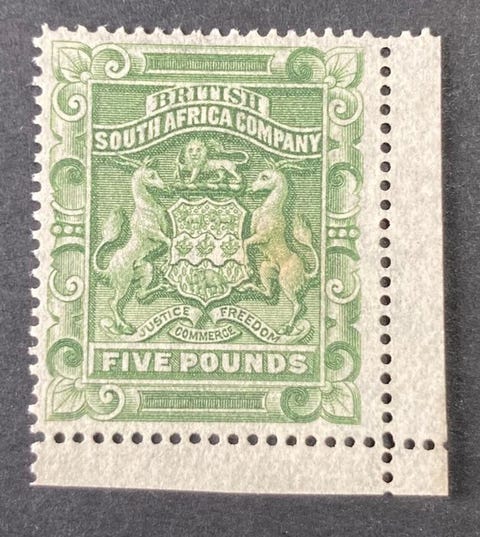 BRITISH
SOUTH AFRICA COMPANY
JUSTICE FREEDOM
COMMERCE
FIVE POUNDS